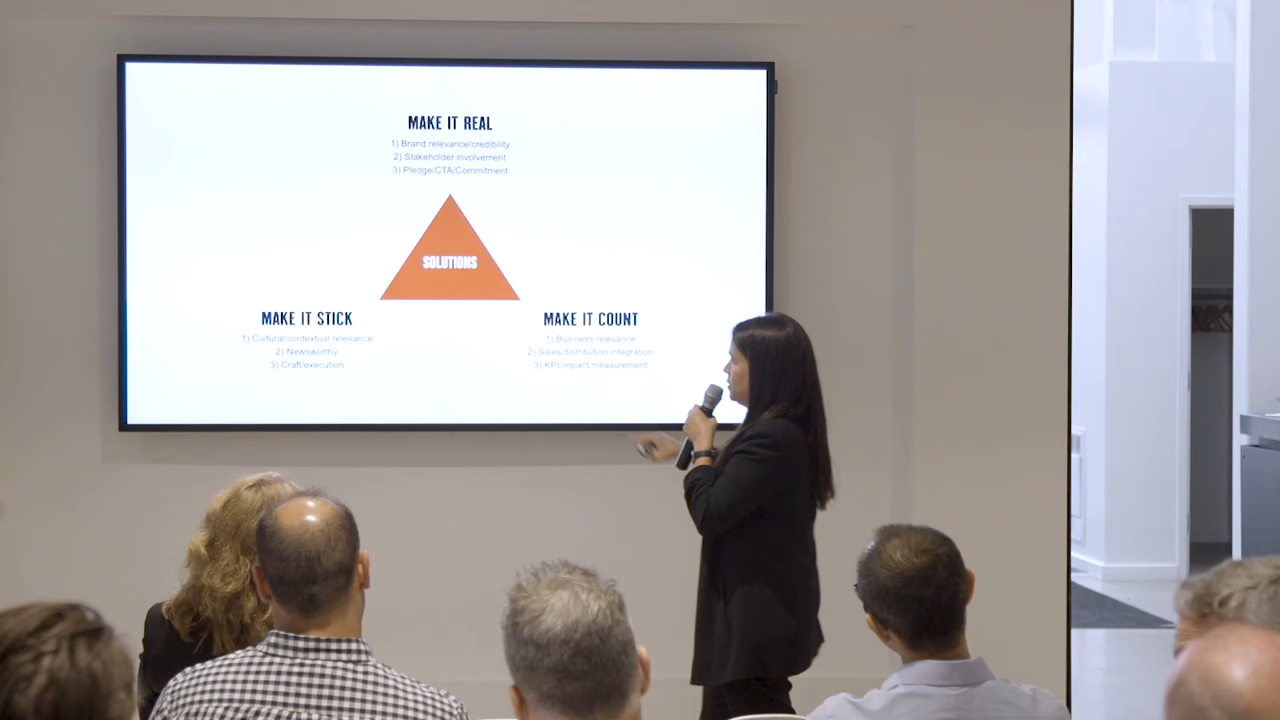 MAKE IT REAL
1) Brand relevance/credibility
2) Stakeholder involvement
3) Pledge/CTA/Commitment
SOLUTIONS
MAKE IT STICK
1) Cultural/contextual relevance
2) Newsworthy
3) Craft/execution
MAKE IT COUNT
1) Business relevance
2) Sales/distribution integration
3) KPI/impact/measurement